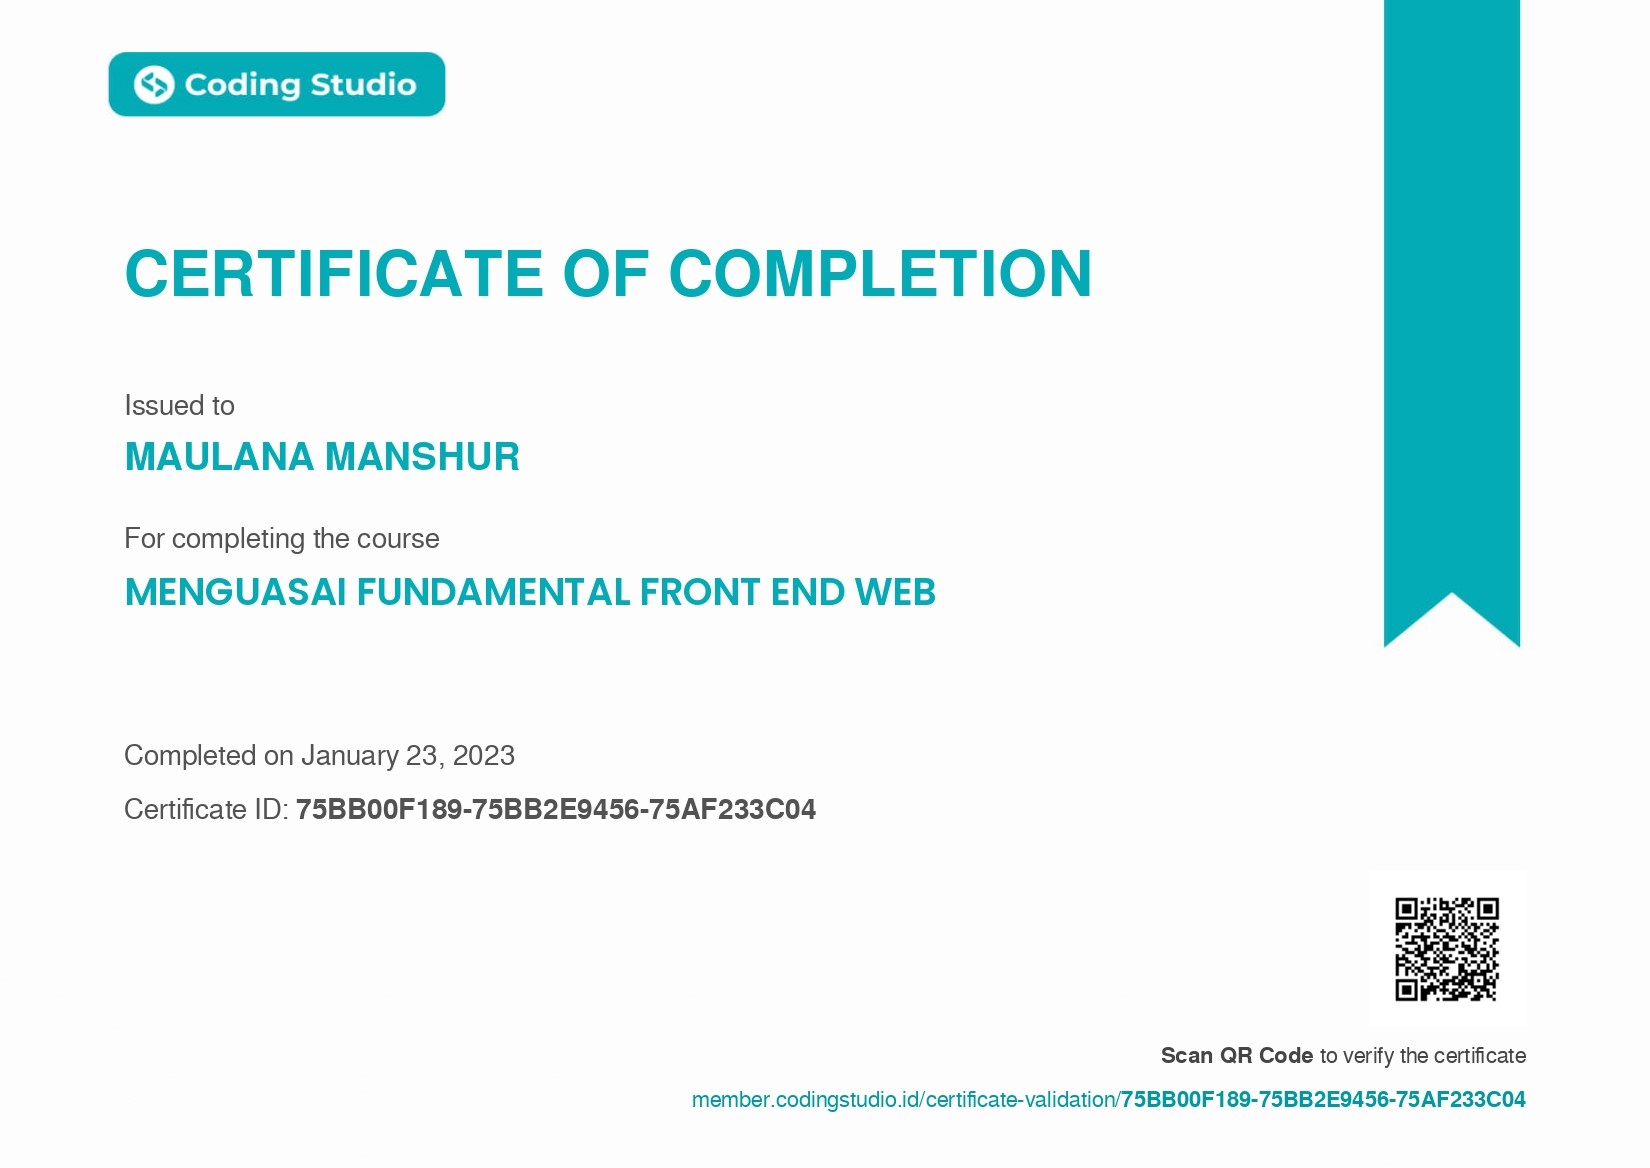 Coding Studio
CERTIFICATE OF COMPLETION
Issued to
MAULANA MANSHUR
For completing the course
MENGUASAI FUNDAMENTAL FRONT END WEB
Completed on January 23, 2023
Certificate ID: 75BB00F189-75BB2E9456-75AF233C04
Scan QR Code to verify the certificate
member.codingstudio.id/certificate-validation/75BB00F189-75BB2E9456-75AF233C04